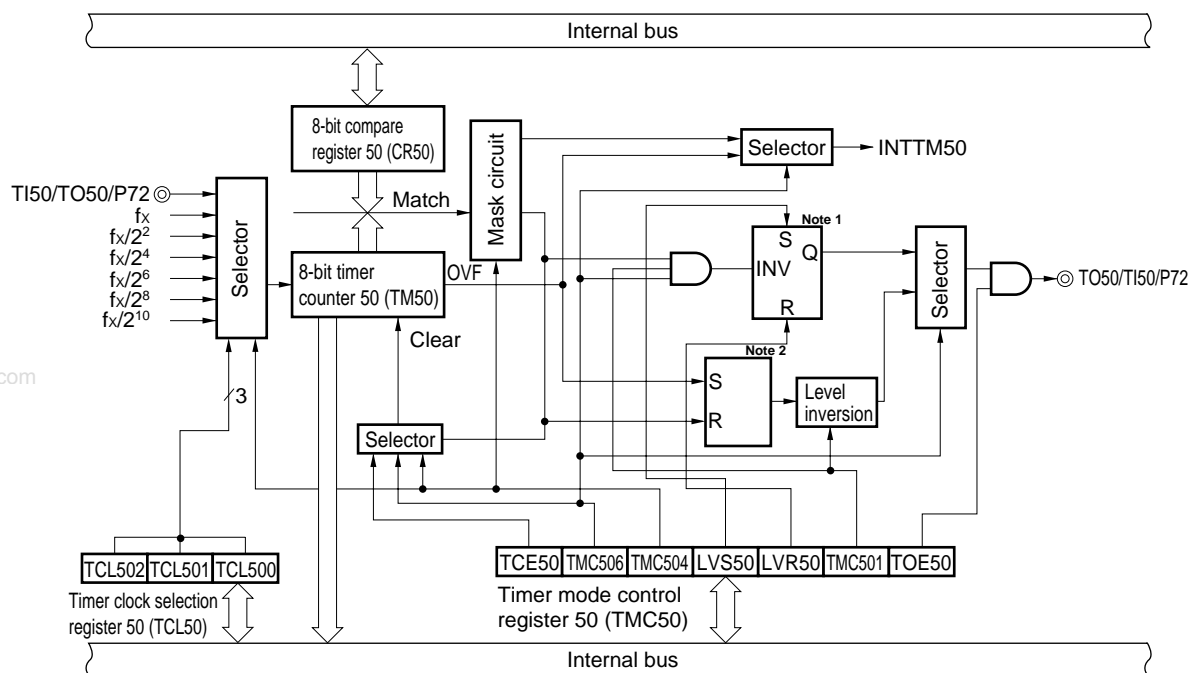 Internal bus
8-bit compare
register 50 (CR50)
Mask circuit
Selector
INTTM50
TI50/TO50/P72
Match
fX
fX/2²
fX/2⁴
fX/2⁶
fX/2⁸
fX/2¹⁰
Selector
8-bit timer
counter 50 (TM50)
OVF
Clear
Note 1
S
Q
INV
R
Selector
TO50/TI50/P72
Note 2
S
R
Level
inversion
com
3
Selector
TCL502 TCL501 TCL500
Timer clock selection
register 50 (TCL50)
TCE50 TMC506 TMC504 LVS50 LVR50 TMC501 TOE50
Timer mode control
register 50 (TMC50)
Internal bus